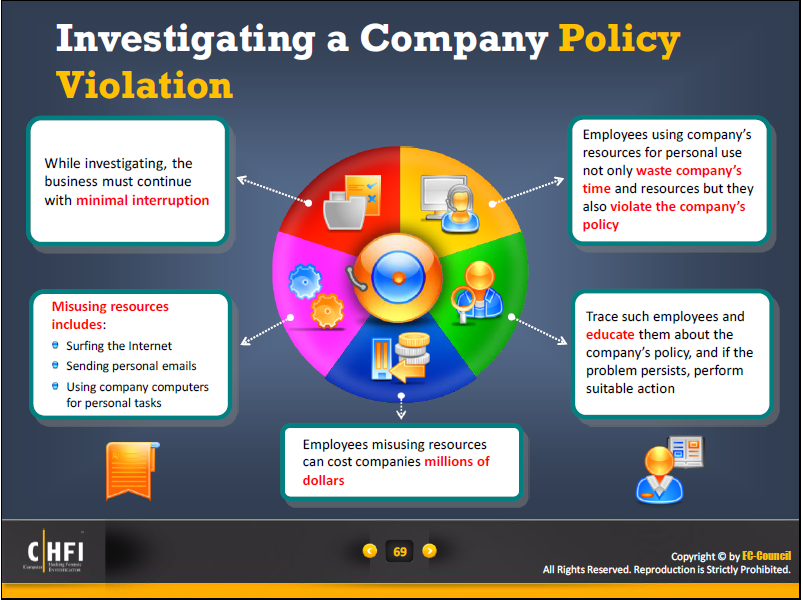 Investigating a Company Policy
Violation
While investigating, the
business must continue
with minimal interruption
Employees using company’s
resources for personal use
not only waste company’s
time and resources but they
also violate the company’s
policy
Misusing resources
includes:
Surfing the Internet
Sending personal emails
Using company computers
for personal tasks
Trace such employees and
educate them about the
company’s policy, and if the
problem persists, perform
suitable action
Employees misusing resources
can cost companies millions of
dollars
CHFI
Computer Hacking Forensic
INVESTIGATOR
69
Copyright © by EC-Council
All Rights Reserved. Reproduction is Strictly Prohibited.